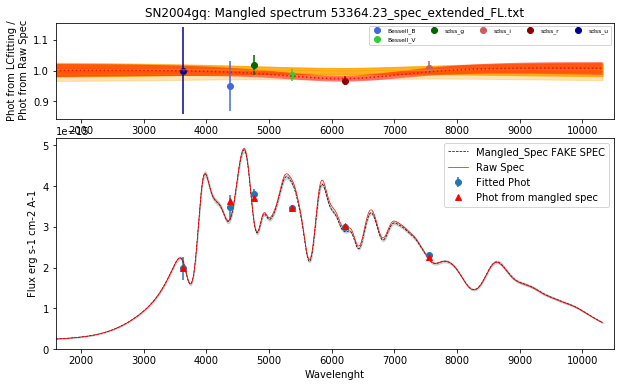 SN2004gq: Mangled spectrum 53364.23_spec_extended_FL.txt
Phot from LCfitting /
Phot from Raw Spec
1.1
1.0
0.9
Bessell_B
Bessell_V
sdss_g
sdss_i
sdss_r
sdss_u
2000 3000 4000 5000 6000 7000 8000 9000 10000
Flux erg s-1 cm-2 A-1
5
4
3
2
1
0
Mangled_Spec FAKE SPEC
Raw Spec
Fitted Phot
Phot from mangled spec
2000 3000 4000 5000 6000 7000 8000 9000 10000
Wavelenght